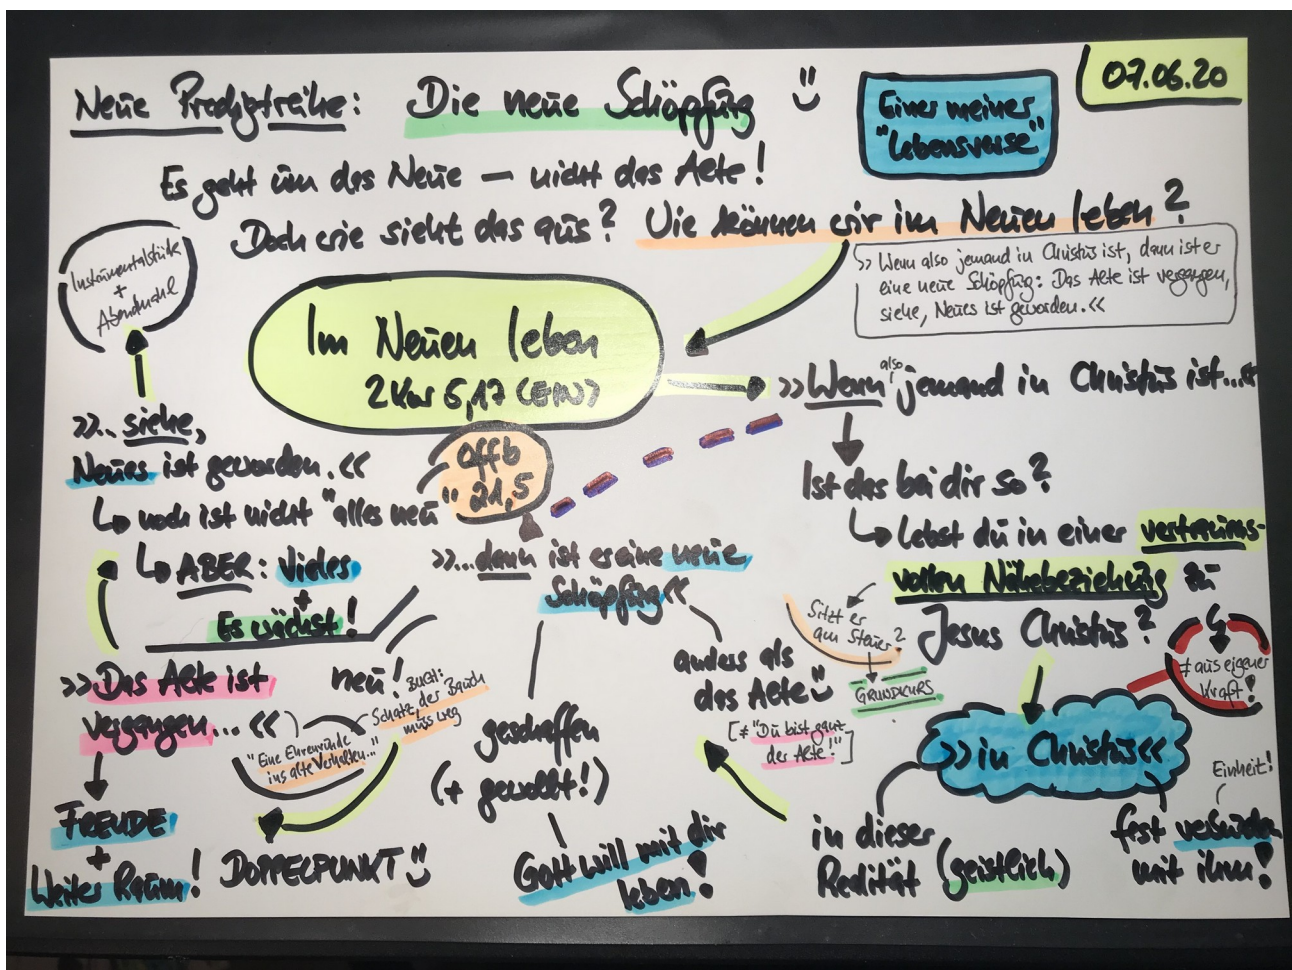 Neue Predigtreihe: Die neue Schöpfung
07.06.20
Einer meiner
"Lebensverse"
Es geht um das Neue — nicht das Alte!
Doch wie sieht das aus? Wie können wir im Neuen leben?
>> Wenn also jemand in Christus ist, dann ist er
eine neue Schöpfung: Das Alte ist vergangen,
siehe, Neues ist geworden. <<
Instrumentalstück
+
Abendmahl
Im Neuen leben
2 Kor 5,17 (EIN)
>> Wenn also jemand in Christus ist...
Ist das bei dir so?
↳ Lebst du in einer vertrauens-
vollen Nähebeziehung zu
Jesus Christus?
Sitzt er
am Steuer?
GRUNDKURS
≠ aus eigener
Kraft!
>> in Christus <<
in dieser
Realität (geistlich)
Einheit!
fest verbunden
mit ihm!
Offb
21,5
>>... dann ist er eine neue
Schöpfung <<
anders als
das Alte
[≠ "Du bist ganz
der Alte!"]
geschaffen
(+ gewollt!)
Gott will mit dir
leben!
>>... siehe,
Neues ist geworden. <<
↳ noch ist nicht "alles neu"
↳ ABER: Vieles
+
Es wächst!
neu!
>> Das Alte ist
vergangen... <<
"Eine Ehrenrunde
ins alte Verhalten..."
BUCH:
Schatz, der Bauch
muss weg
FREUDE
+
Weiter Raum!
DOPPELPUNKT